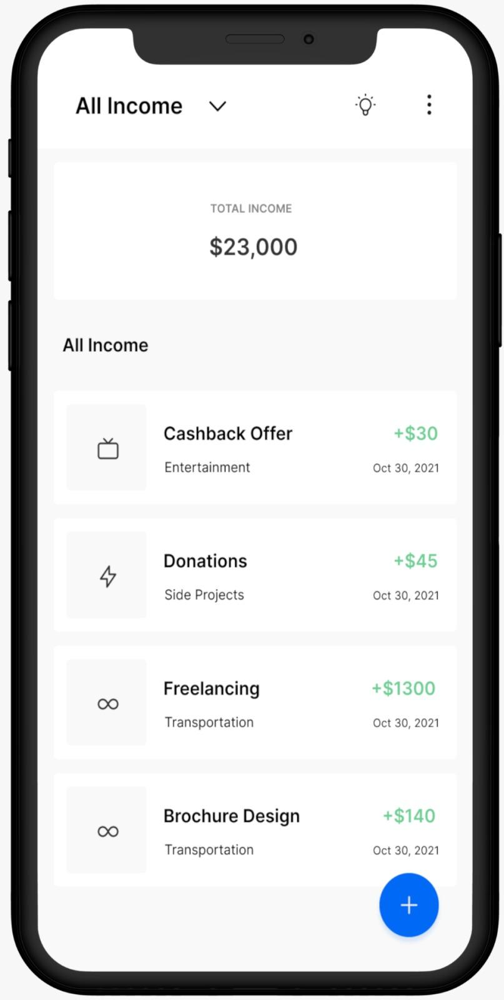 All Income
TOTAL INCOME
$23,000
All Income
Cashback Offer +$30
Entertainment Oct 30, 2021
Donations +$45
Side Projects Oct 30, 2021
Freelancing +$1300
Transportation Oct 30, 2021
Brochure Design +$140
Transportation Oct 30, 2021